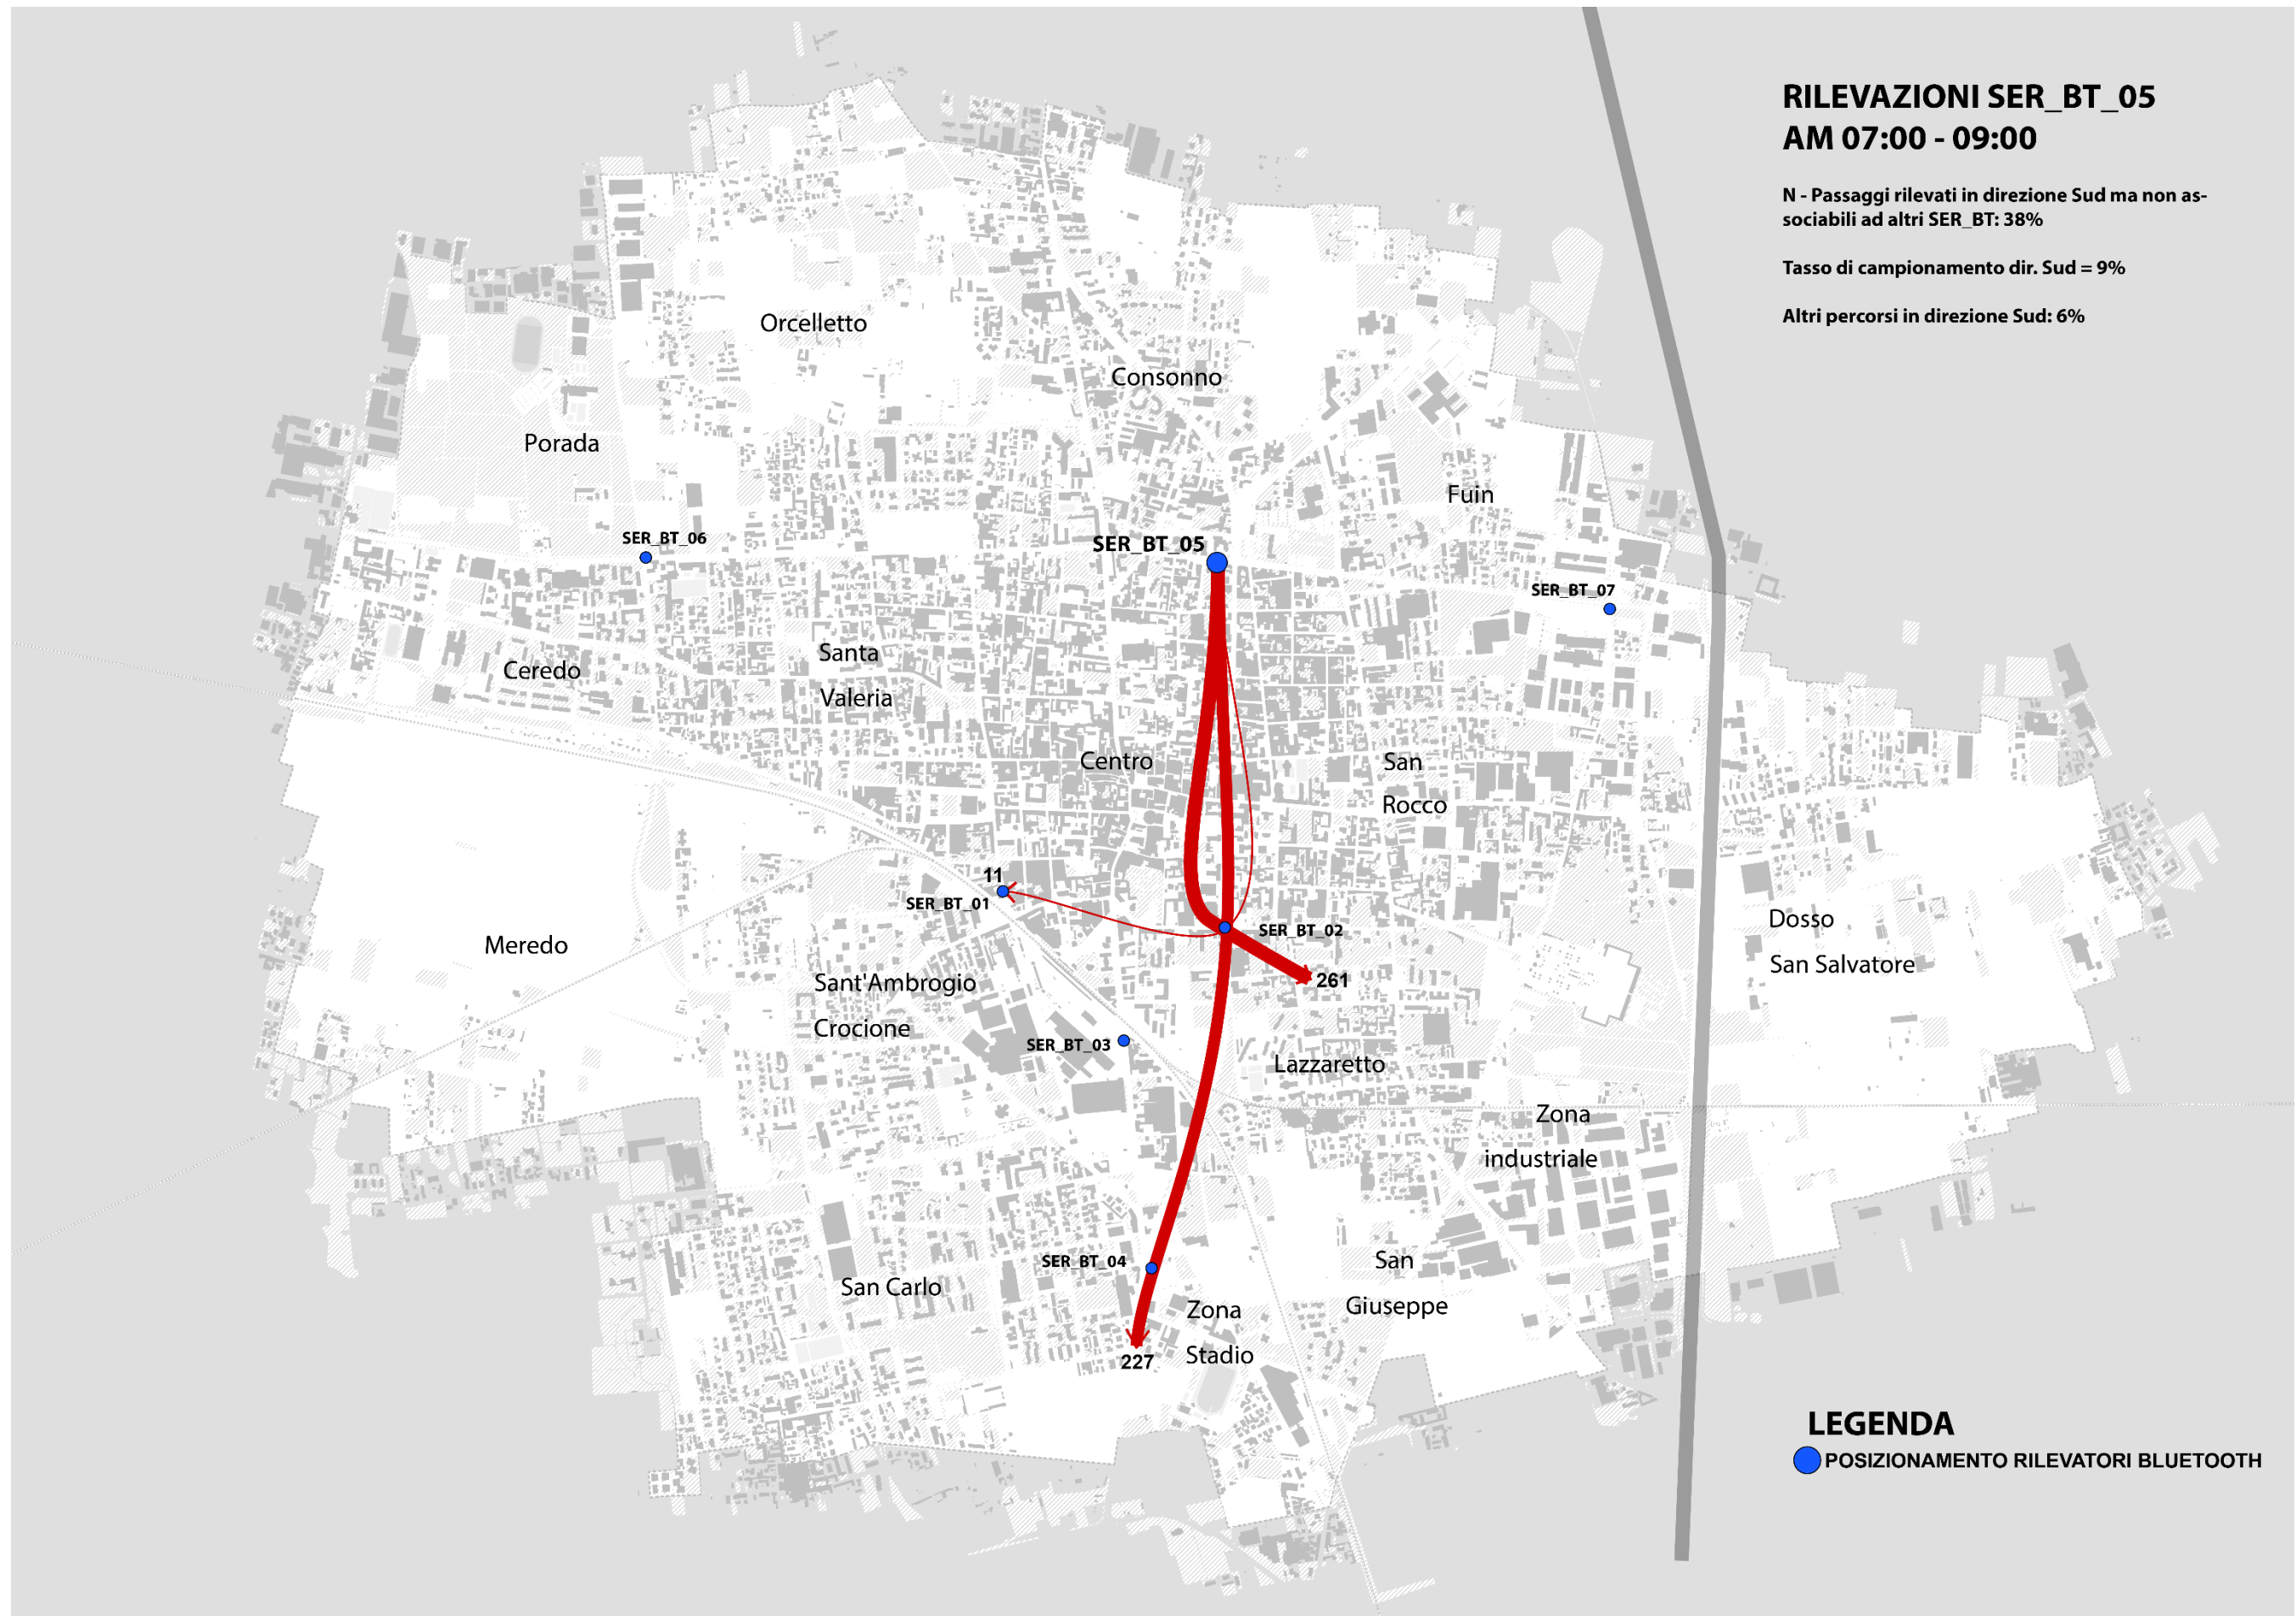 RILEVAZIONI SER_BT_05
AM 07:00 - 09:00
N - Passaggi rilevati in direzione Sud ma non as-
sociabili ad altri SER_BT: 38%
Tasso di campionamento dir. Sud = 9%
Altri percorsi in direzione Sud: 6%
Orcelletto
Consonno
Porada
Fuin
SER_BT_06
SER_BT_05
SER_BT_07
Santa
Valeria
Ceredo
Centro
San
Rocco
11
SER_BT_01
SER_BT_02
Dosso
San Salvatore
Meredo
261
Sant'Ambrogio
Crocione
SER_BT_03
Lazzaretto
Zona
industriale
SER_BT_04
San
Giuseppe
San Carlo
Zona
Stadio
227
LEGENDA
POSIZIONAMENTO RILEVATORI BLUETOOTH